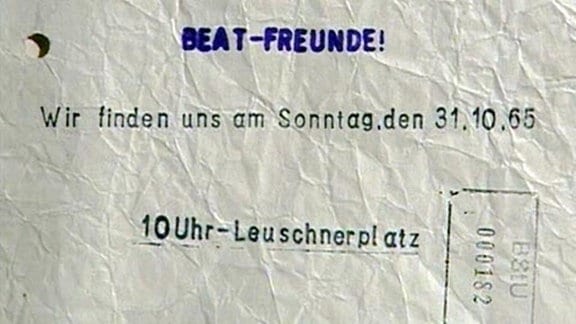 BEAT-FREUNDE!
Wir finden uns am Sonntag,den 31.10.65
10Uhr-Leuschnerplatz
BStU
000182